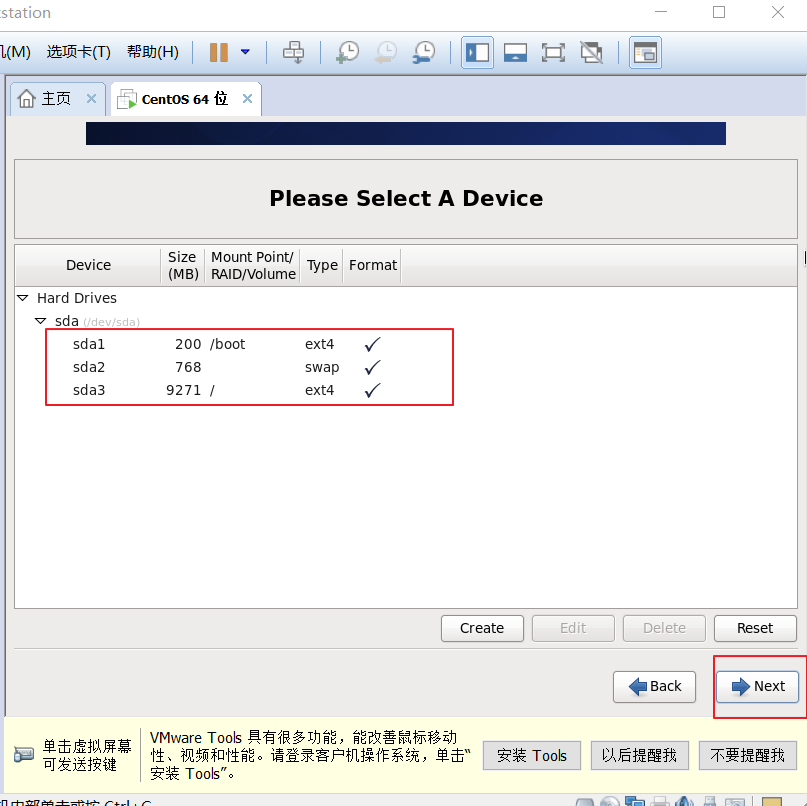 station
(M) 选项卡(T) 帮助(H)
主页 CentOS 64 位
Please Select A Device
Device Size (MB) Mount Point/ RAID/Volume Type Format
Hard Drives
sda (/dev/sda)
sda1 200 /boot ext4
sda2 768 swap
sda3 9271 / ext4
Create Edit Delete Reset
Back Next
单击虚拟屏幕
可发送按键
VMware Tools 具有很多功能，能改善鼠标移动
性、视频和性能。请登录客户机操作系统，单击“
安装 Tools”。
安装 Tools 以后提醒我 不要提醒我